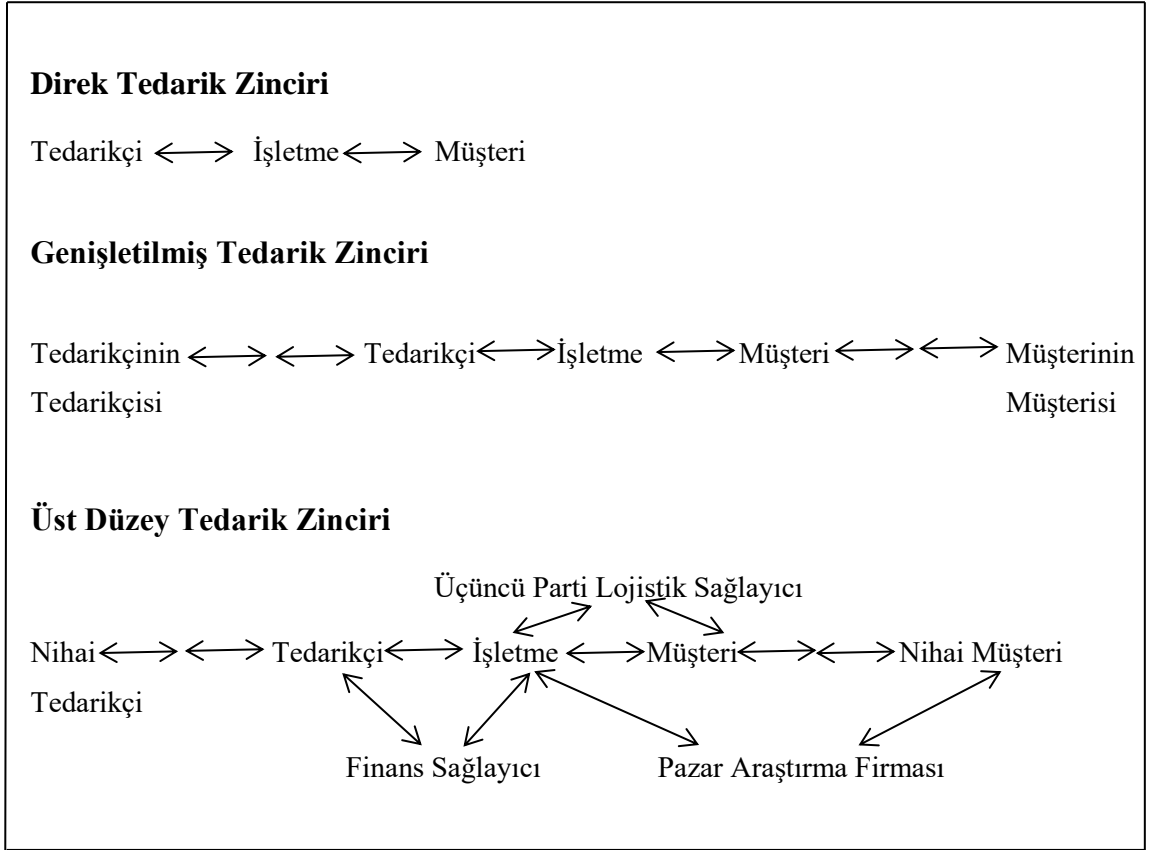 Direk Tedarik Zinciri
Tedarikçi İşletme Müşteri
Genişletilmiş Tedarik Zinciri
Tedarikçinin Tedarikçi İşletme Müşteri Müşterinin
Tedarikçisi Müşterisi
Üst Düzey Tedarik Zinciri
Üçüncü Parti Lojistik Sağlayıcı
Nihai Tedarikçi İşletme Müşteri Nihai Müşteri
Tedarikçi
Finans Sağlayıcı Pazar Araştırma Firması